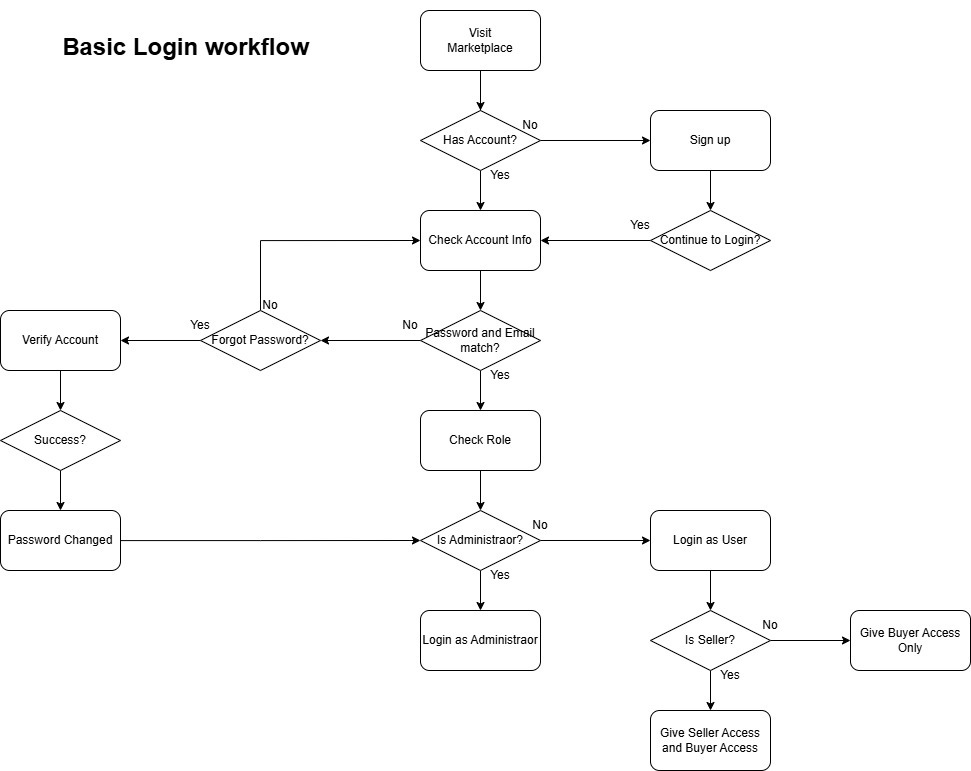 Basic Login workflow
Visit
Marketplace
Has Account?
No
Sign up
Yes
Check Account Info
Yes
Continue to Login?
No
Forgot Password?
Yes
Verify Account
No
Password and Email
match?
Yes
Success?
Check Role
Password Changed
Is Administraor?
No
Login as User
Yes
Login as Administraor
Is Seller?
No
Give Buyer Access
Only
Yes
Give Seller Access
and Buyer Access